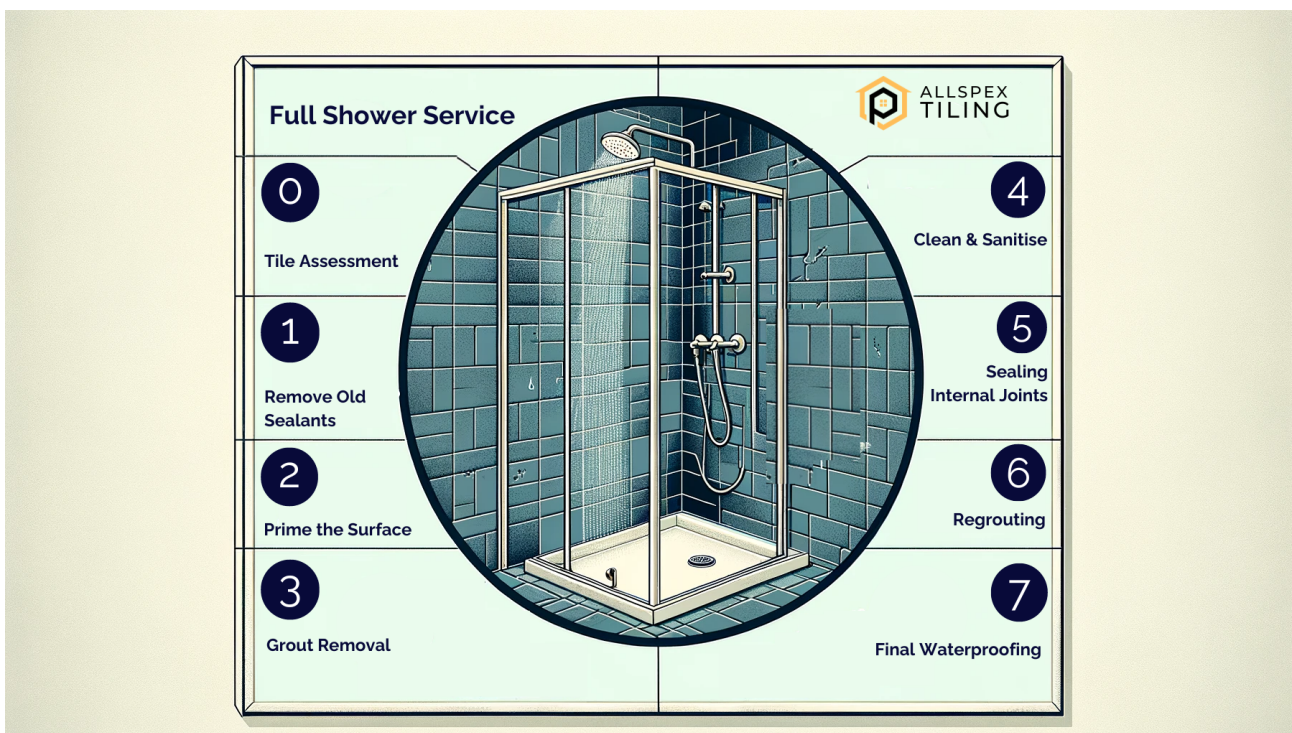 Full Shower Service
ALLSPEX
TILING
0
Tile Assessment
1
Remove Old
Sealants
2
Prime the Surface
3
Grout Removal
4
Clean & Sanitise
5
Sealing
Internal Joints
6
Regrouting
7
Final Waterproofing